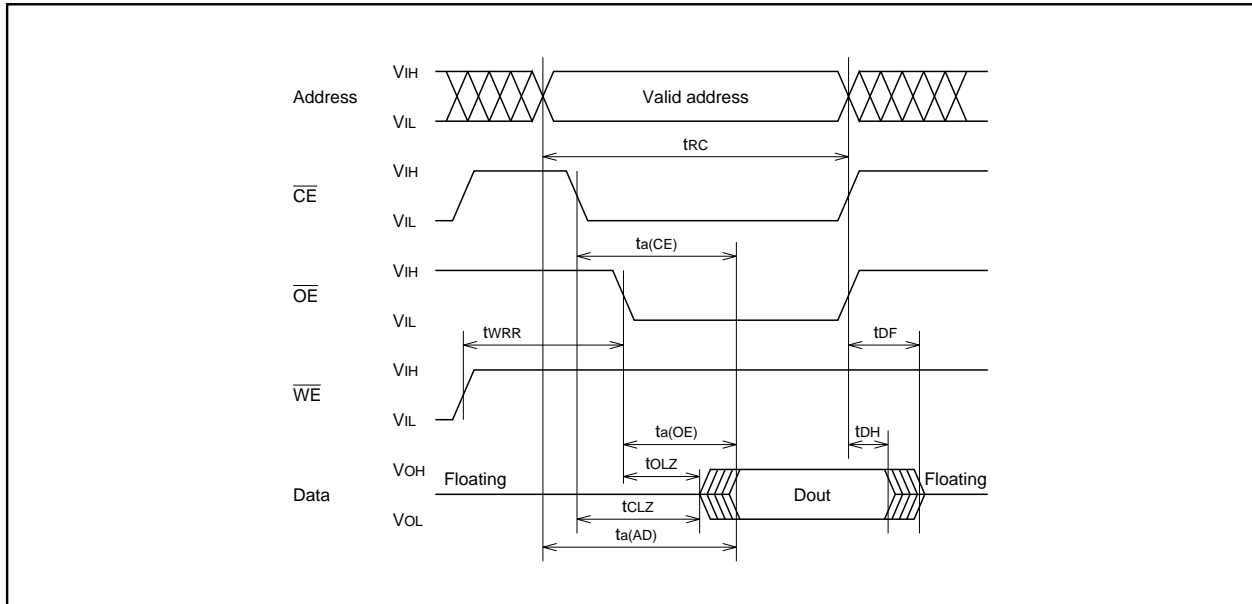 VIH
Address
Valid address
VIL
tRC
VIH
CE
VIL
ta(CE)
VIH
OE
VIL
tWRR
tDF
VIH
WE
VIL
ta(OE)
tDH
tOLZ
VOH
Floating
Floating
Data
Dout
tCLZ
VOL
ta(AD)